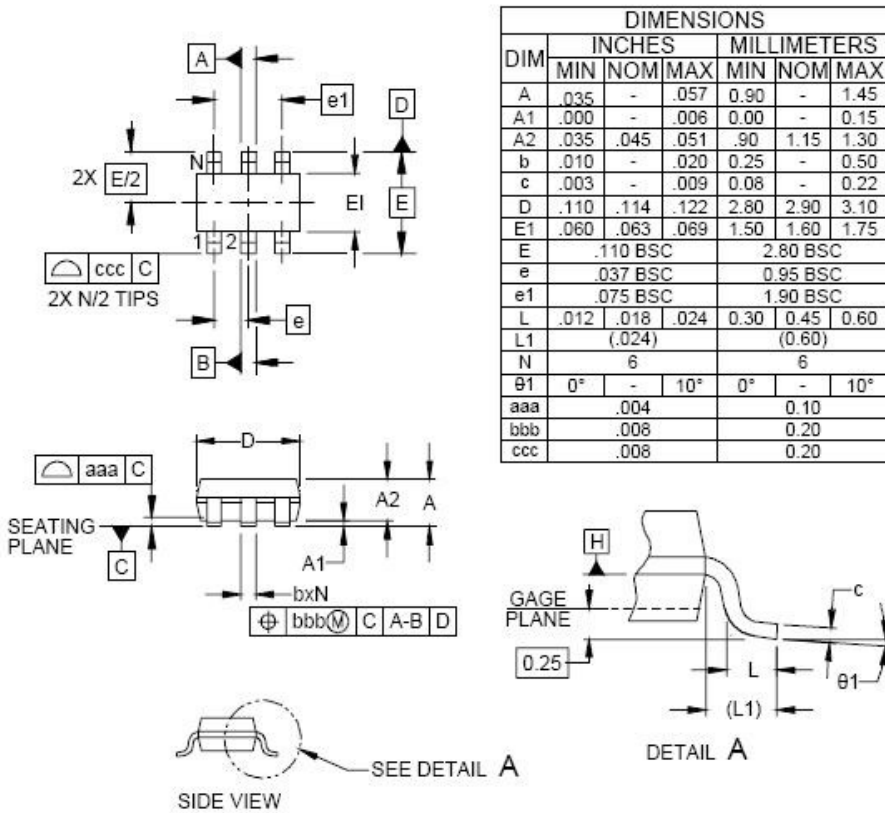 A
e1
D
N
2X E/2
EI
E
1 2
ccc C
2X N/2 TIPS
e
B
D
aaa C
A2
A
SEATING
PLANE
C
A1
bxN
⌖ bbbⓂ C A-B D
SEE DETAIL A
SIDE VIEW
DIMENSIONS
DIM INCHES MILLIMETERS
MIN NOM MAX MIN NOM MAX
A .035 - .057 0.90 - 1.45
A1 .000 - .006 0.00 - 0.15
A2 .035 .045 .051 .90 1.15 1.30
b .010 - .020 0.25 - 0.50
c .003 - .009 0.08 - 0.22
D .110 .114 .122 2.80 2.90 3.10
E1 .060 .063 .069 1.50 1.60 1.75
E .110 BSC 2.80 BSC
e .037 BSC 0.95 BSC
e1 .075 BSC 1.90 BSC
L .012 .018 .024 0.30 0.45 0.60
L1 (.024) (0.60)
N 6 6
θ1 0° - 10° 0° - 10°
aaa .004 0.10
bbb .008 0.20
ccc .008 0.20
H
c
GAGE
PLANE
0.25
L
θ1
(L1)
DETAIL A